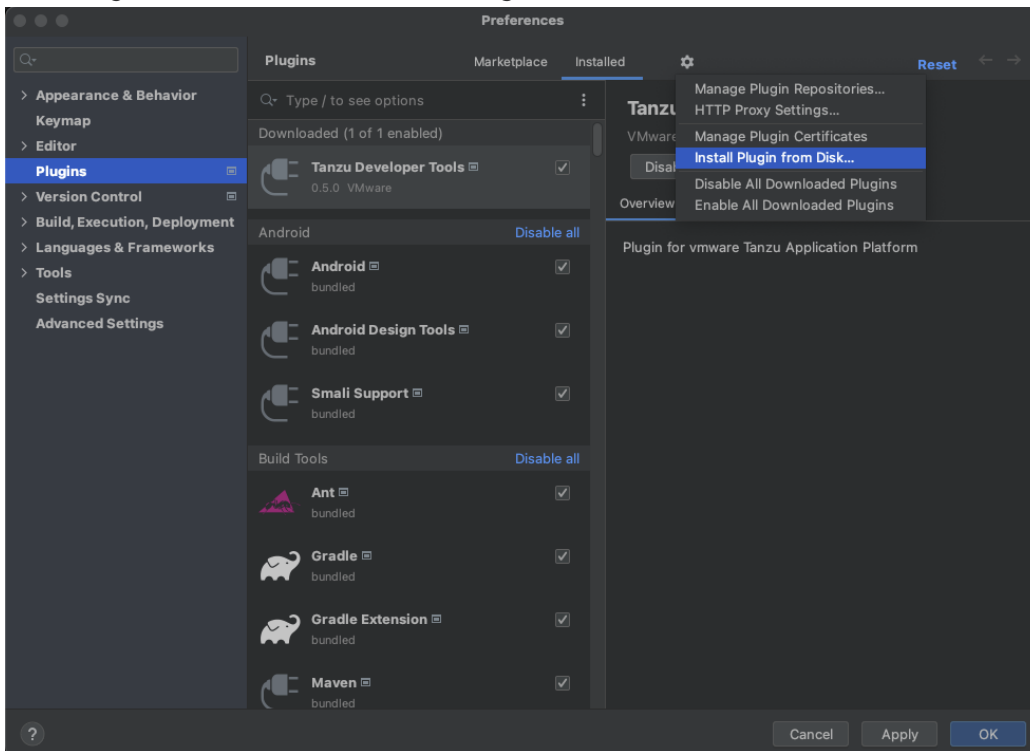 Preferences
Plugins
Marketplace
Installed
Reset
Appearance & Behavior
Keymap
Editor
Plugins
Version Control
Build, Execution, Deployment
Languages & Frameworks
Tools
Settings Sync
Advanced Settings
Type / to see options
Downloaded (1 of 1 enabled)
Tanzu Developer Tools
0.5.0 VMware
Android Disable all
Android
bundled
Android Design Tools
bundled
Smali Support
bundled
Build Tools Disable all
Ant
bundled
Gradle
bundled
Gradle Extension
bundled
Maven
bundled
Tanzu
VMware
Disa
Overview
Manage Plugin Repositories...
HTTP Proxy Settings...
Manage Plugin Certificates
Install Plugin from Disk...
Disable All Downloaded Plugins
Enable All Downloaded Plugins
Plugin for vmware Tanzu Application Platform
?
Cancel
Apply
OK